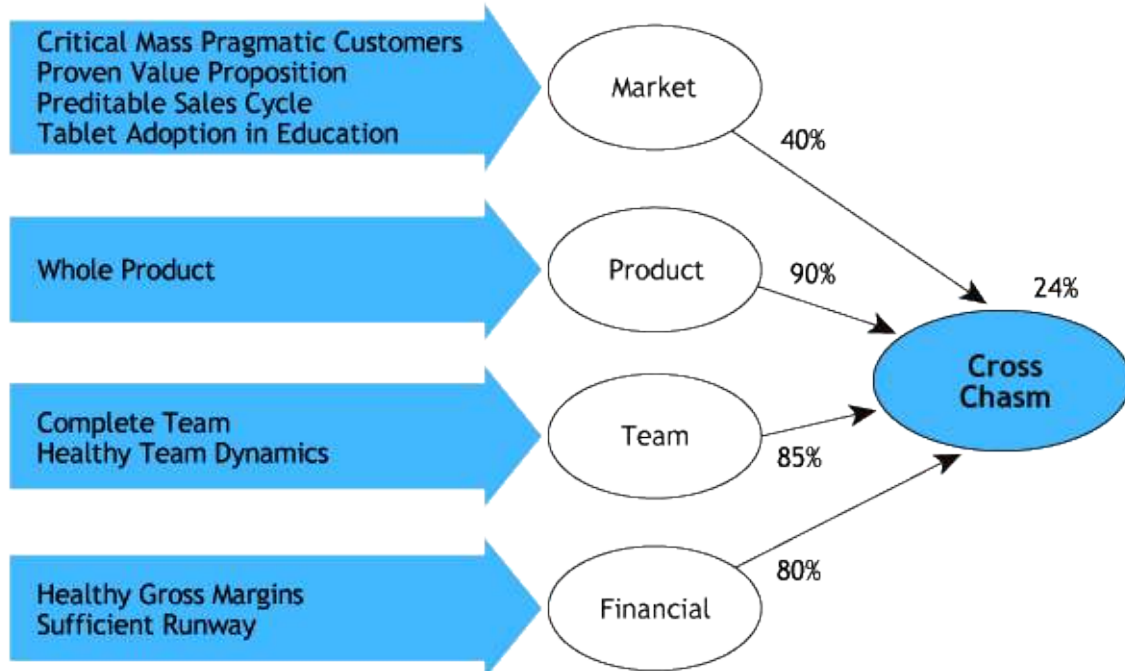 Critical Mass Pragmatic Customers
Proven Value Proposition
Preditable Sales Cycle
Tablet Adoption in Education
Market
40%
Whole Product
Product
90%
24%
Cross
Chasm
Complete Team
Healthy Team Dynamics
Team
85%
Healthy Gross Margins
Sufficient Runway
Financial
80%